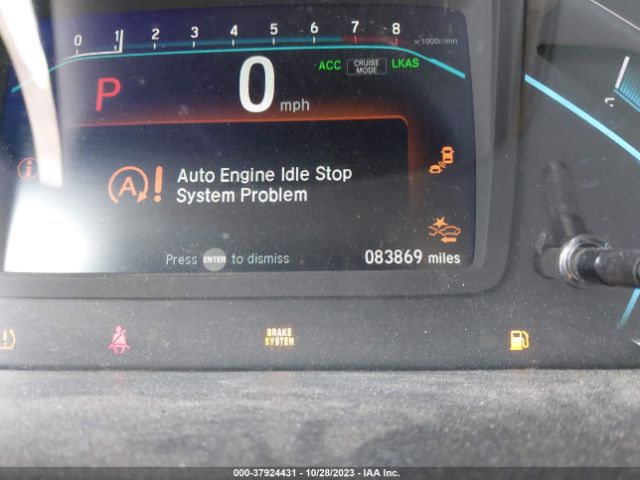 0 1 2 3 4 5 6 7 8
x1000r/min
P 0 mph
ACC CRUISE MODE LKAS
Auto Engine Idle Stop
System Problem
Press ENTER to dismiss
083869 miles
BRAKE
SYSTEM
000-37924431 - 10/28/2023 - IAA Inc.